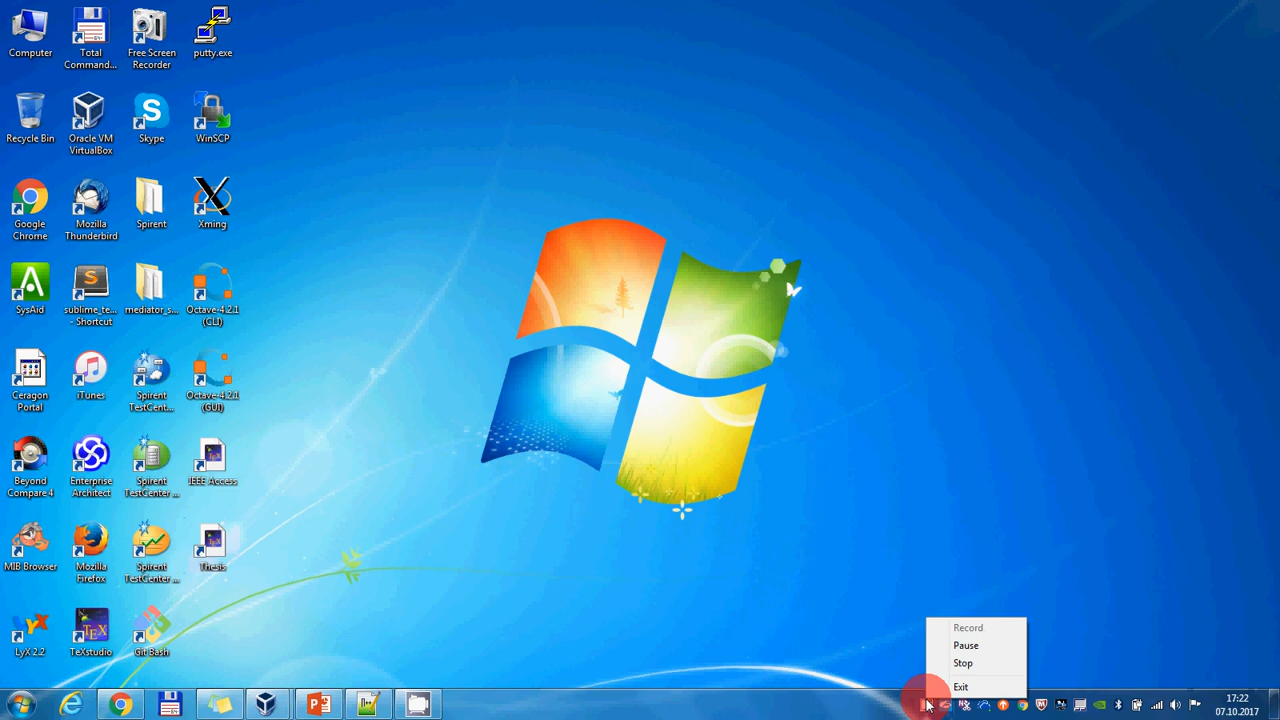 Computer
Total
Command...
Free Screen
Recorder
putty.exe
Recycle Bin
Oracle VM
VirtualBox
Skype
WinSCP
Google
Chrome
Mozilla
Thunderbird
Spirent
Xming
SysAid
sublime_te...
- Shortcut
mediator_s...
Octave-4.2.1
(CLI)
Ceragon
Portal
iTunes
Spirent
TestCent...
Octave-4.2.1
(GUI)
Beyond
Compare 4
Enterprise
Architect
Spirent
TestCenter ...
IEEE Access
MIB Browser
Mozilla
Firefox
Spirent
TestCenter ...
Thesis
LyX 2.2
TeXstudio
Git Bash
Record
Pause
Stop
Exit
17:22
07.10.2017